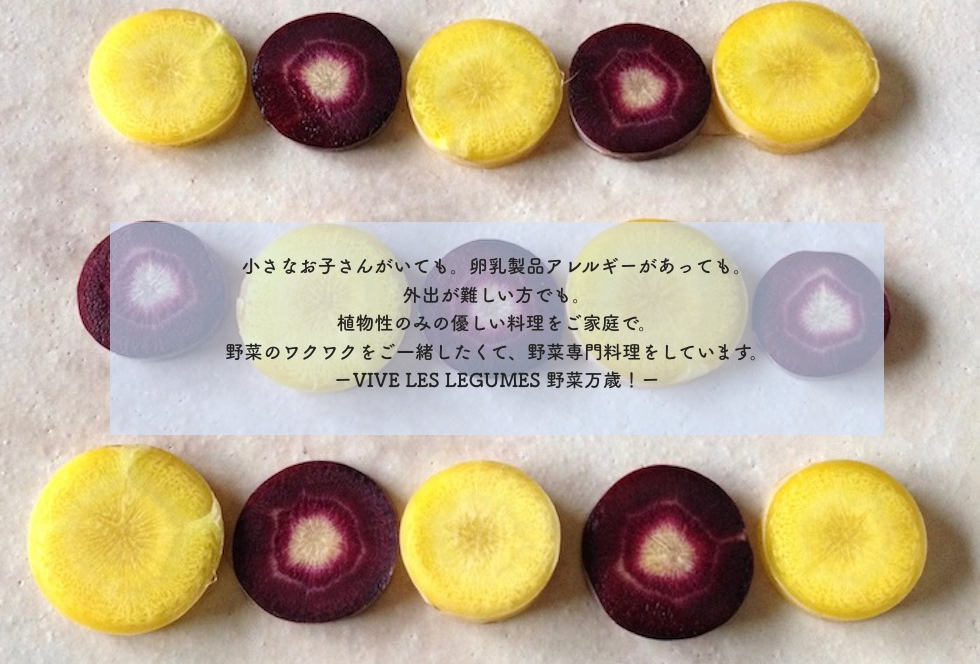 小さなお子さんがいても。卵乳製品アレルギーがあっても。
外出が難しい方でも。
植物性のみの優しい料理をご家庭で。
野菜のワクワクをご一緒したくて、野菜専門料理をしています。
ーVIVE LES LEGUMES 野菜万歳！ー